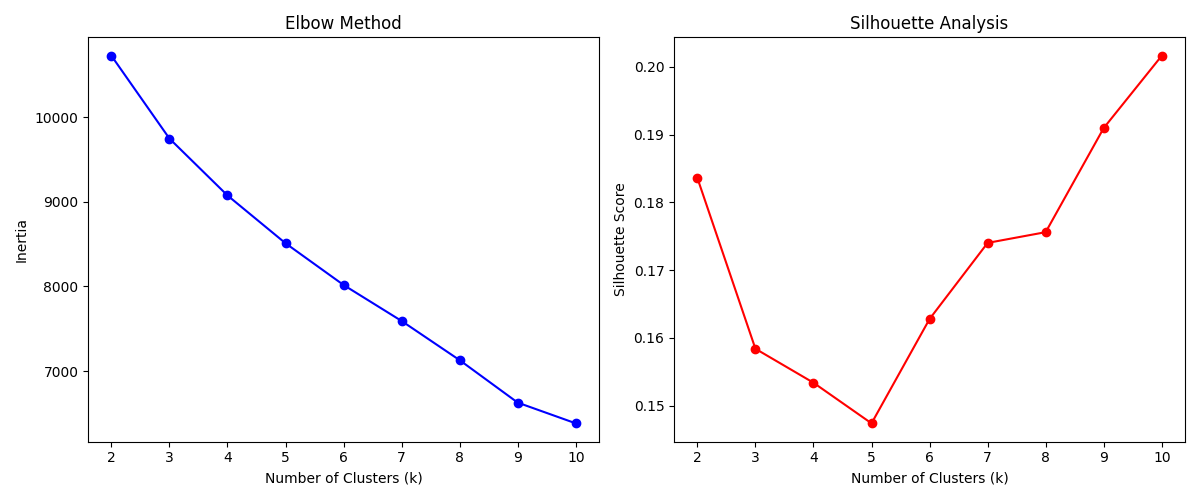 Elbow Method
Inertia
10000
9000
8000
7000
2 3 4 5 6 7 8 9 10
Number of Clusters (k)
Silhouette Analysis
Silhouette Score
0.20
0.19
0.18
0.17
0.16
0.15
2 3 4 5 6 7 8 9 10
Number of Clusters (k)